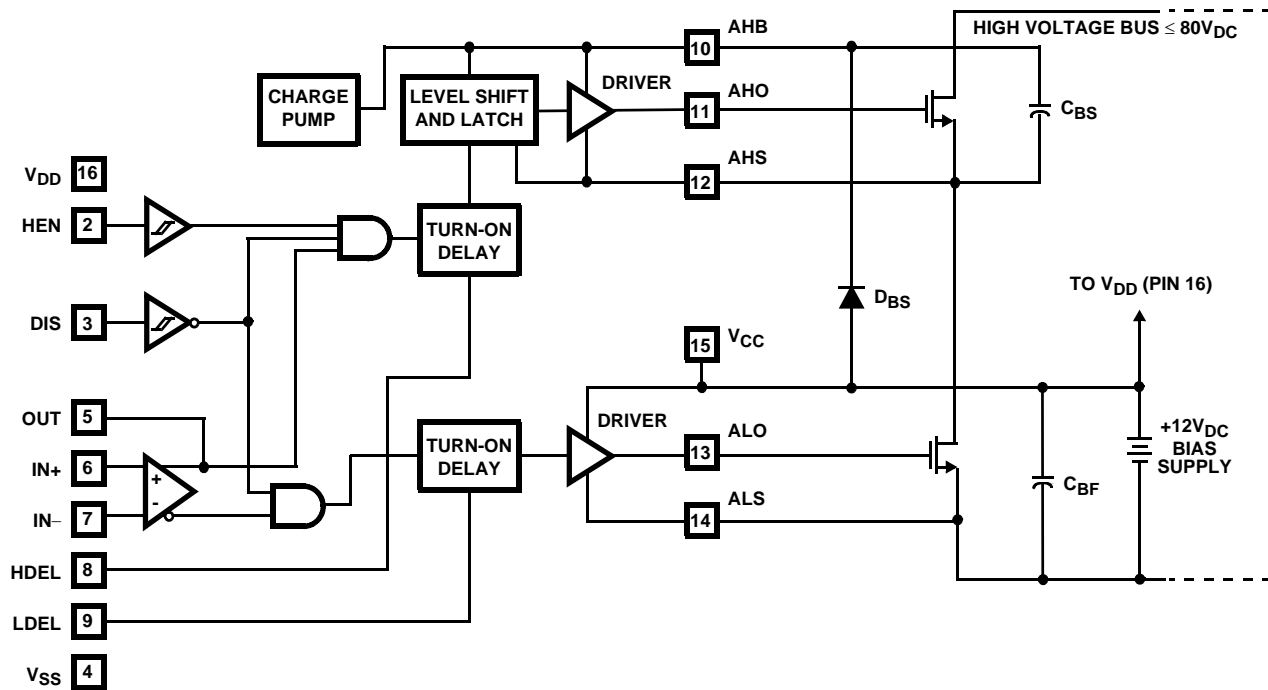 AHB
HIGH VOLTAGE BUS ≤ 80VDC
10
CHARGE
PUMP
LEVEL SHIFT
AND LATCH
DRIVER
AHO
11
CBS
AHS
12
VDD 16
HEN 2
TURN-ON
DELAY
DIS 3
DBS
TO VDD (PIN 16)
15
VCC
OUT 5
IN+ 6
IN– 7
+
-
TURN-ON
DELAY
DRIVER
ALO
13
ALS
14
CBF
+12VDC
BIAS
SUPPLY
HDEL 8
LDEL 9
VSS 4